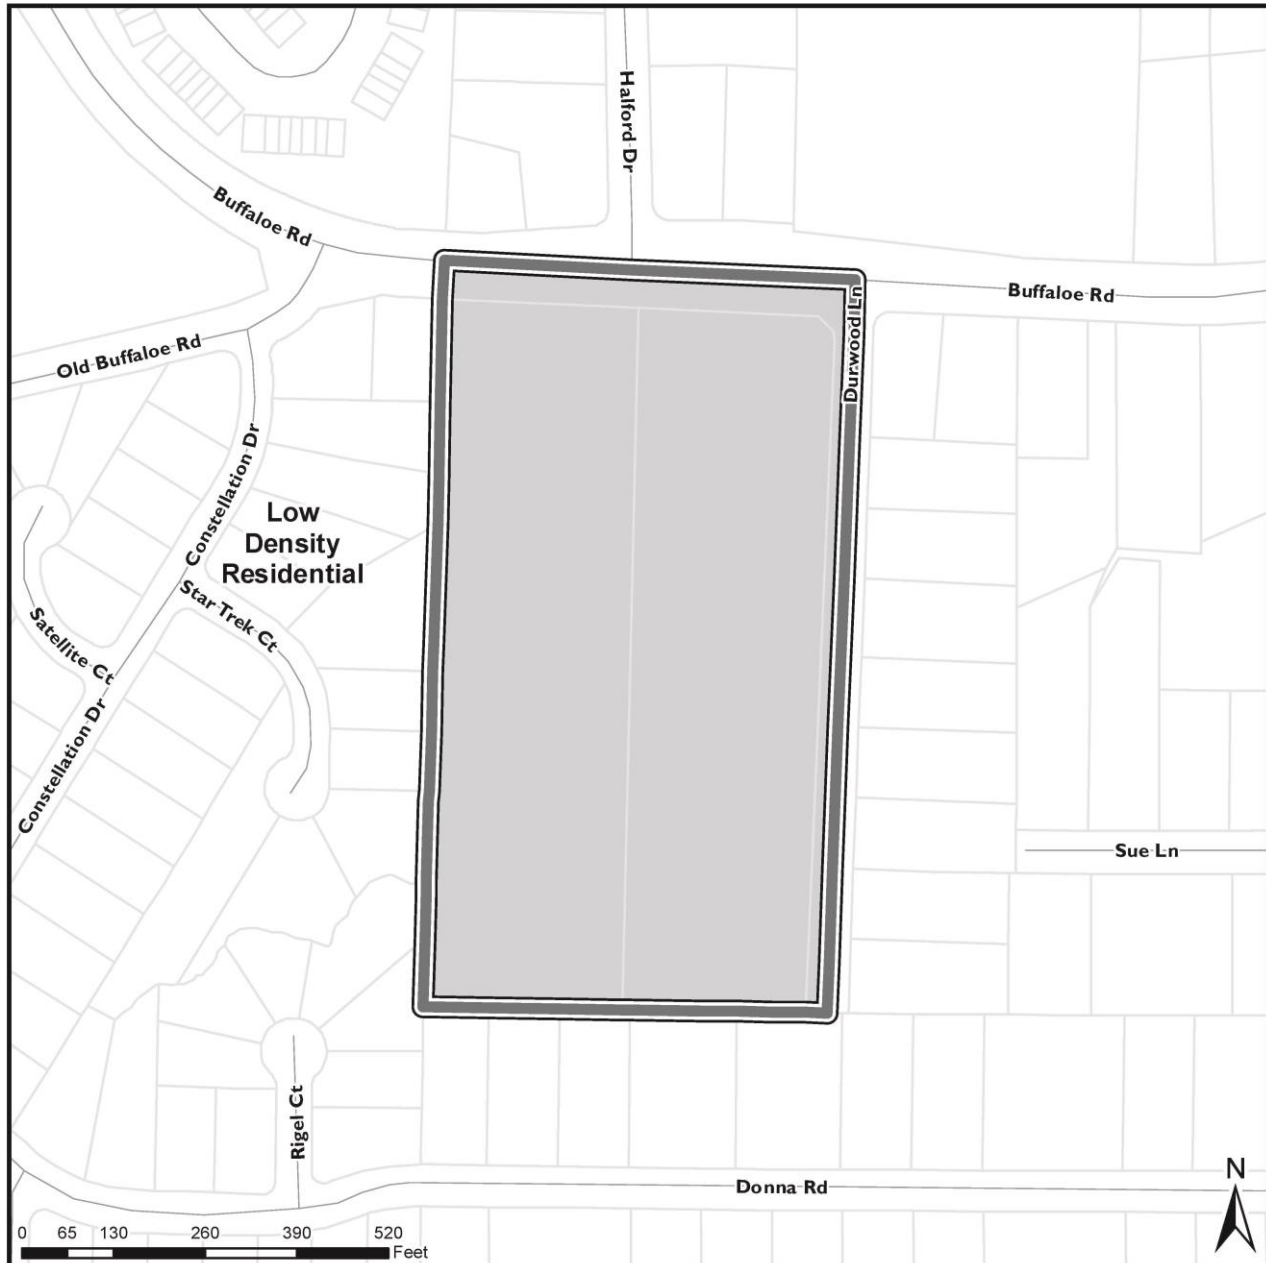 Halford Dr
Buffaloe Rd
Buffaloe Rd
Durwood Ln
Old Buffaloe Rd
Constellation Dr
Low
Density
Residential
Star Trek Ct
Satellite Ct
Constellation Dr
Sue Ln
Rigel Ct
Donna Rd
N
0 65 130 260 390 520
Feet